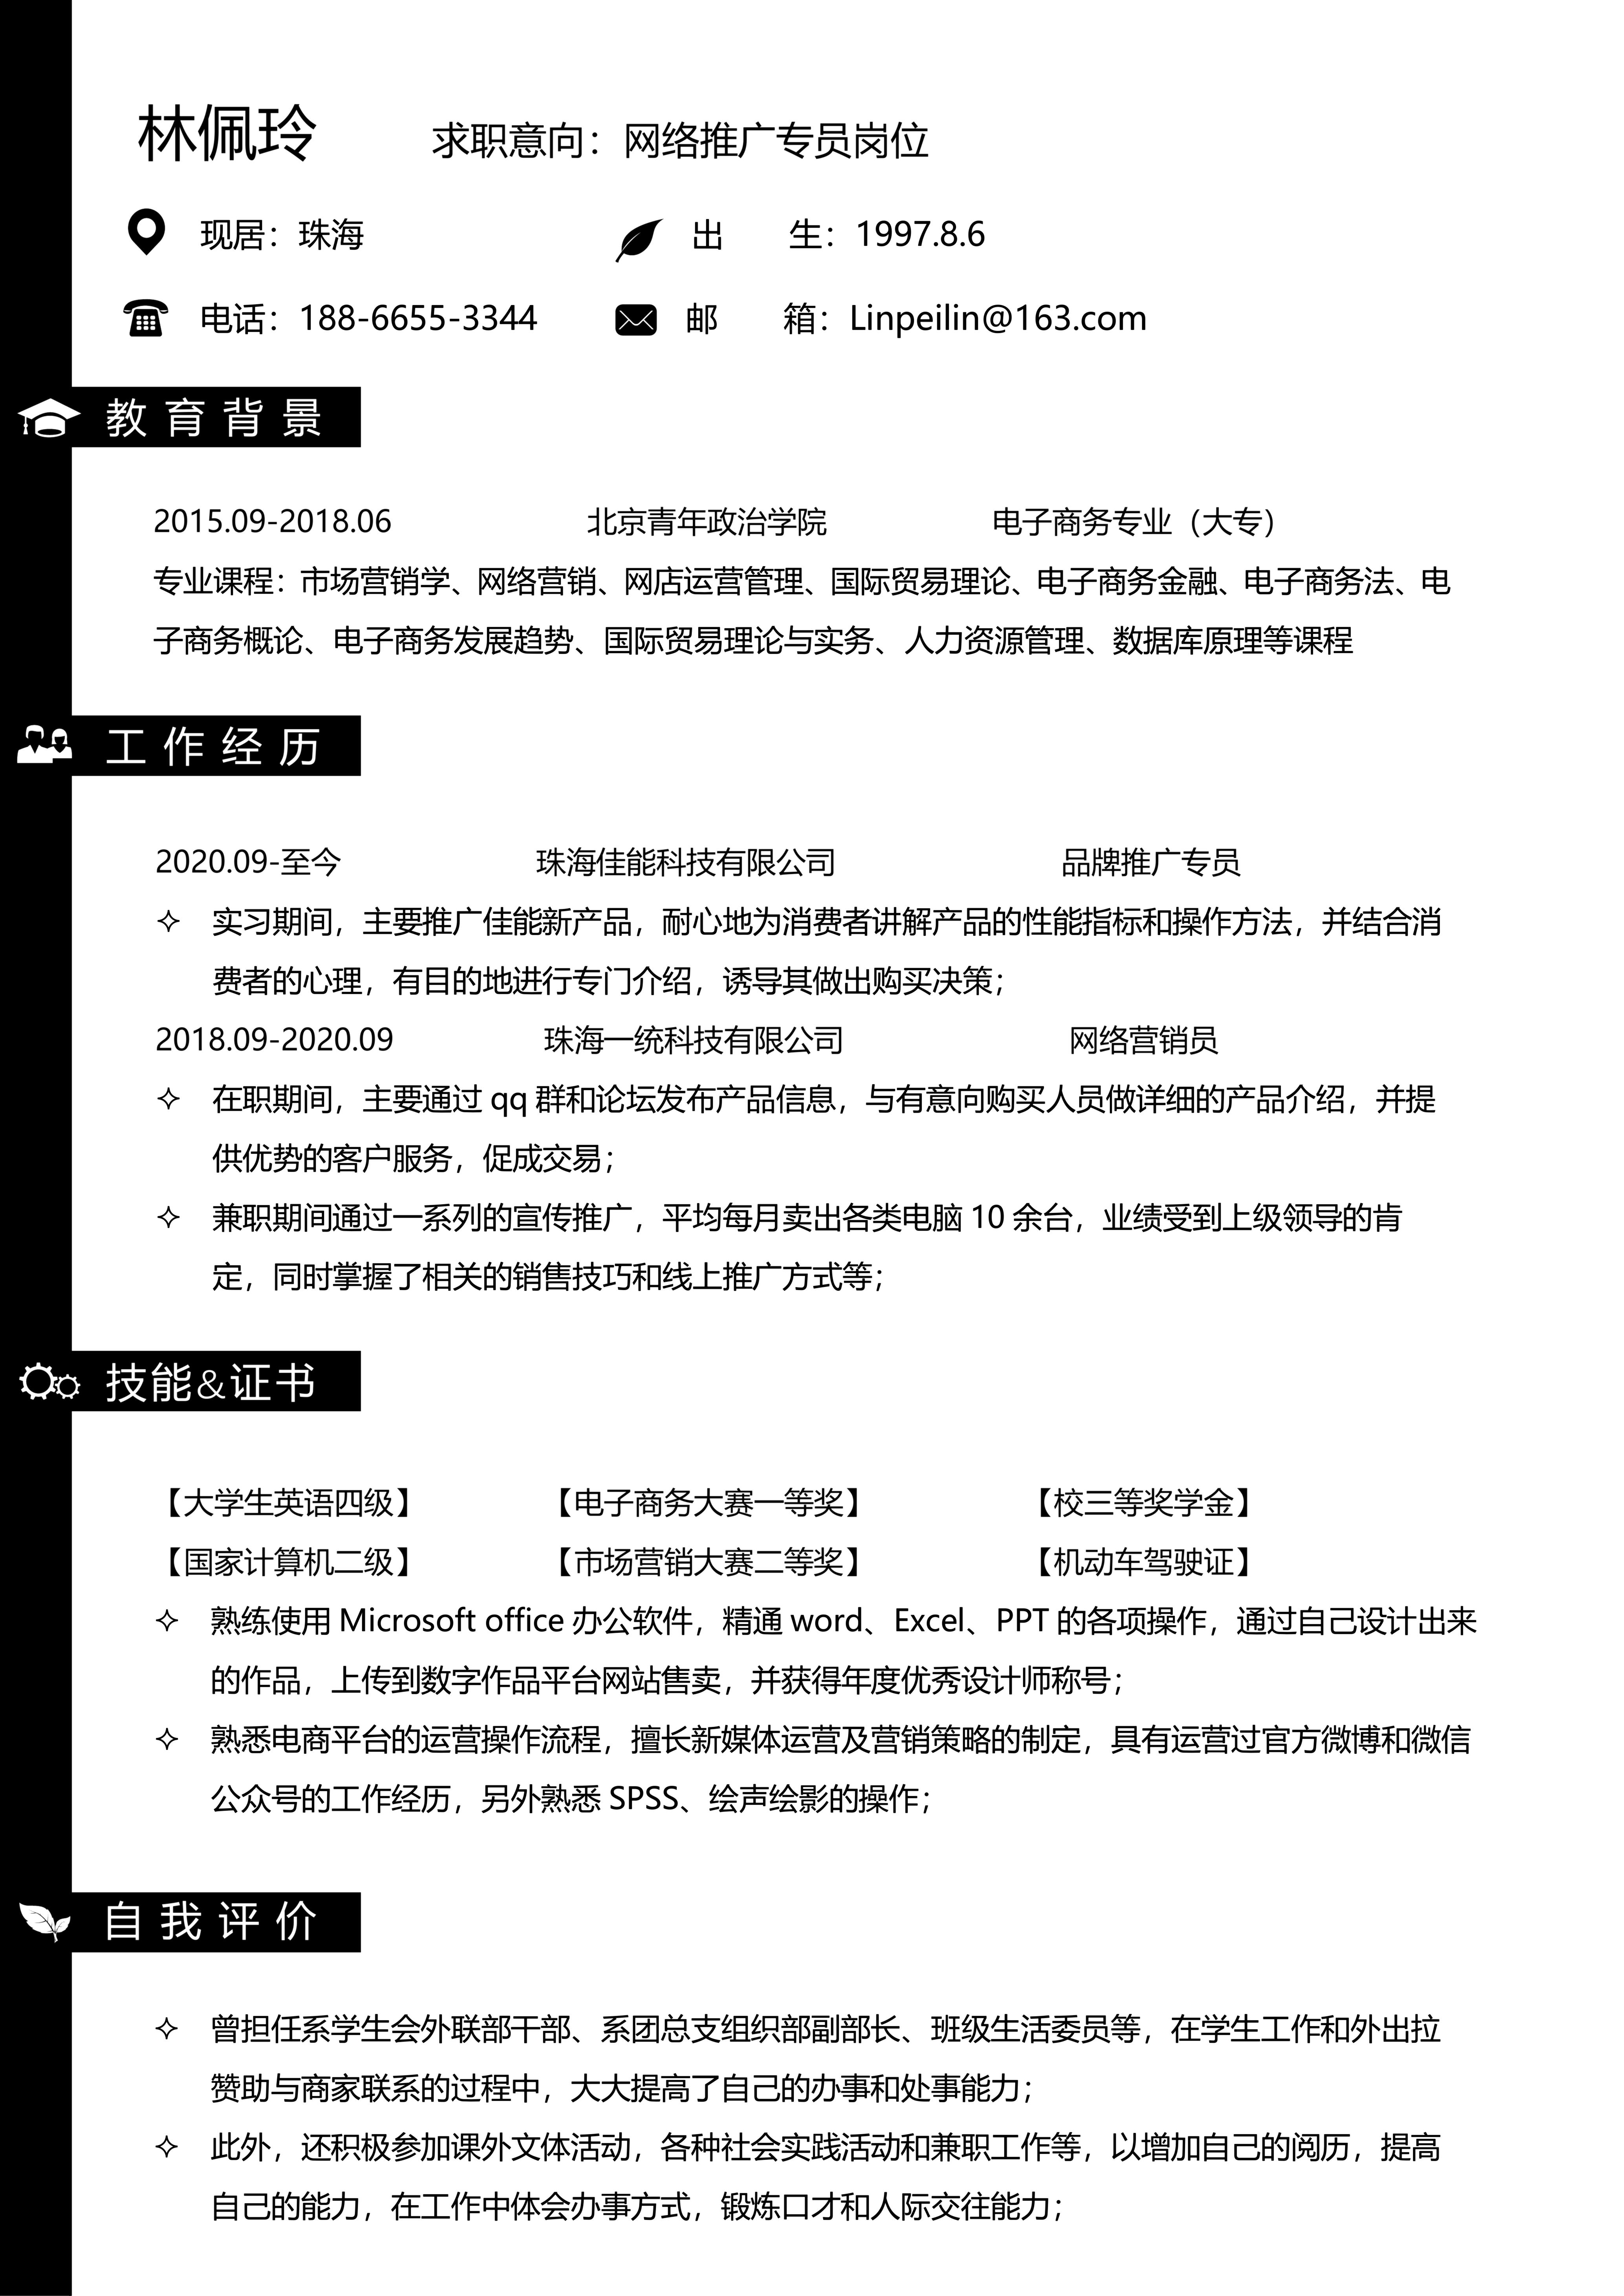 林佩玲 求职意向：网络推广专员岗位
现居：珠海 出 生：1997.8.6
电话：188-6655-3344 邮 箱：Linpeilin@163.com
教育背景
2015.09-2018.06 北京青年政治学院 电子商务专业（大专）
专业课程：市场营销学、网络营销、网店运营管理、国际贸易理论、电子商务金融、电子商务法、电
子商务概论、电子商务发展趋势、国际贸易理论与实务、人力资源管理、数据库原理等课程
工作经历
2020.09-至今 珠海佳能科技有限公司 品牌推广专员
✧ 实习期间，主要推广佳能新产品，耐心地为消费者讲解产品的性能指标和操作方法，并结合消
费者的心理，有目的地进行专门介绍，诱导其做出购买决策；
2018.09-2020.09 珠海一统科技有限公司 网络营销员
✧ 在职期间，主要通过 qq 群和论坛发布产品信息，与有意向购买人员做详细的产品介绍，并提
供优势的客户服务，促成交易；
✧ 兼职期间通过一系列的宣传推广，平均每月卖出各类电脑 10 余台，业绩受到上级领导的肯
定，同时掌握了相关的销售技巧和线上推广方式等；
技能&证书
【大学生英语四级】 【电子商务大赛一等奖】 【校三等奖学金】
【国家计算机二级】 【市场营销大赛二等奖】 【机动车驾驶证】
✧ 熟练使用 Microsoft office 办公软件，精通 word、Excel、PPT 的各项操作，通过自己设计出来
的作品，上传到数字作品平台网站售卖，并获得年度优秀设计师称号；
✧ 熟悉电商平台的运营操作流程，擅长新媒体运营及营销策略的制定，具有运营过官方微博和微信
公众号的工作经历，另外熟悉 SPSS、绘声绘影的操作；
自我评价
✧ 曾担任系学生会外联部干部、系团总支组织部副部长、班级生活委员等，在学生工作和外出拉
赞助与商家联系的过程中，大大提高了自己的办事和处事能力；
✧ 此外，还积极参加课外文体活动，各种社会实践活动和兼职工作等，以增加自己的阅历，提高
自己的能力，在工作中体会办事方式，锻炼口才和人际交往能力；